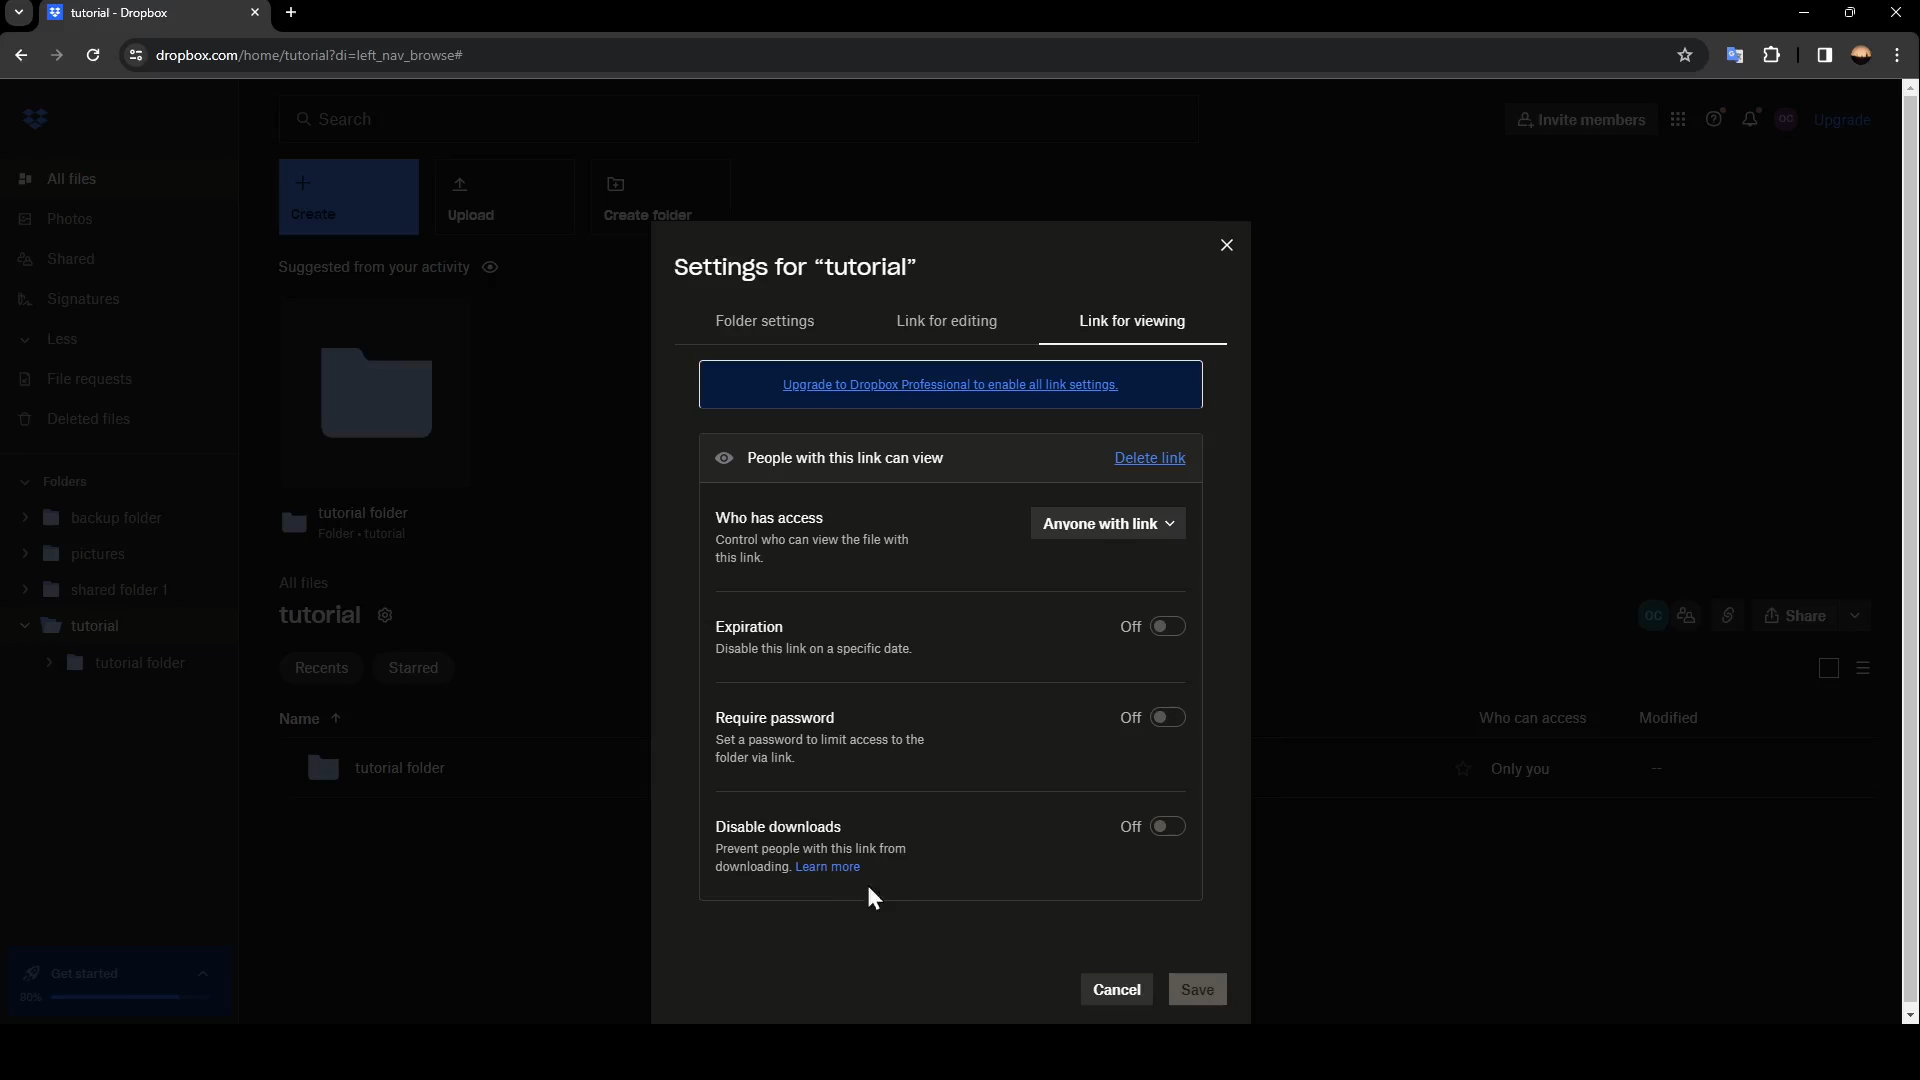 tutorial - Dropbox
dropbox.com/home/tutorial?di=left_nav_browse#
Search
Invite members
OC
Upgrade
All files
Photos
Shared
Signatures
Less
File requests
Deleted files
Folders
backup folder
pictures
shared folder 1
tutorial
tutorial folder
Get started
80%
Create
Upload
Create folder
Suggested from your activity
tutorial folder
Folder • tutorial
All files
tutorial
OC
Share
Recents
Starred
Name
Who can access
Modified
tutorial folder
Only you
--
Settings for “tutorial”
Folder settings
Link for editing
Link for viewing
Upgrade to Dropbox Professional to enable all link settings.
People with this link can view
Delete link
Who has access
Control who can view the file with
this link.
Anyone with link
Expiration
Disable this link on a specific date.
Off
Require password
Set a password to limit access to the
folder via link.
Off
Disable downloads
Prevent people with this link from
downloading. Learn more
Off
Cancel
Save